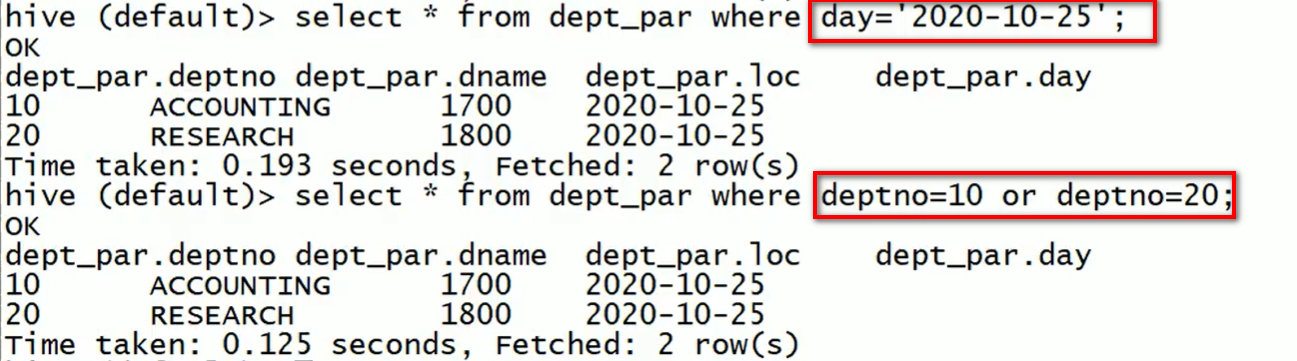 hive (default)> select * from dept_par where day='2020-10-25';
OK
dept_par.deptno dept_par.dname dept_par.loc dept_par.day
10 ACCOUNTING 1700 2020-10-25
20 RESEARCH 1800 2020-10-25
Time taken: 0.193 seconds, Fetched: 2 row(s)
hive (default)> select * from dept_par where deptno=10 or deptno=20;
OK
dept_par.deptno dept_par.dname dept_par.loc dept_par.day
10 ACCOUNTING 1700 2020-10-25
20 RESEARCH 1800 2020-10-25
Time taken: 0.125 seconds, Fetched: 2 row(s)